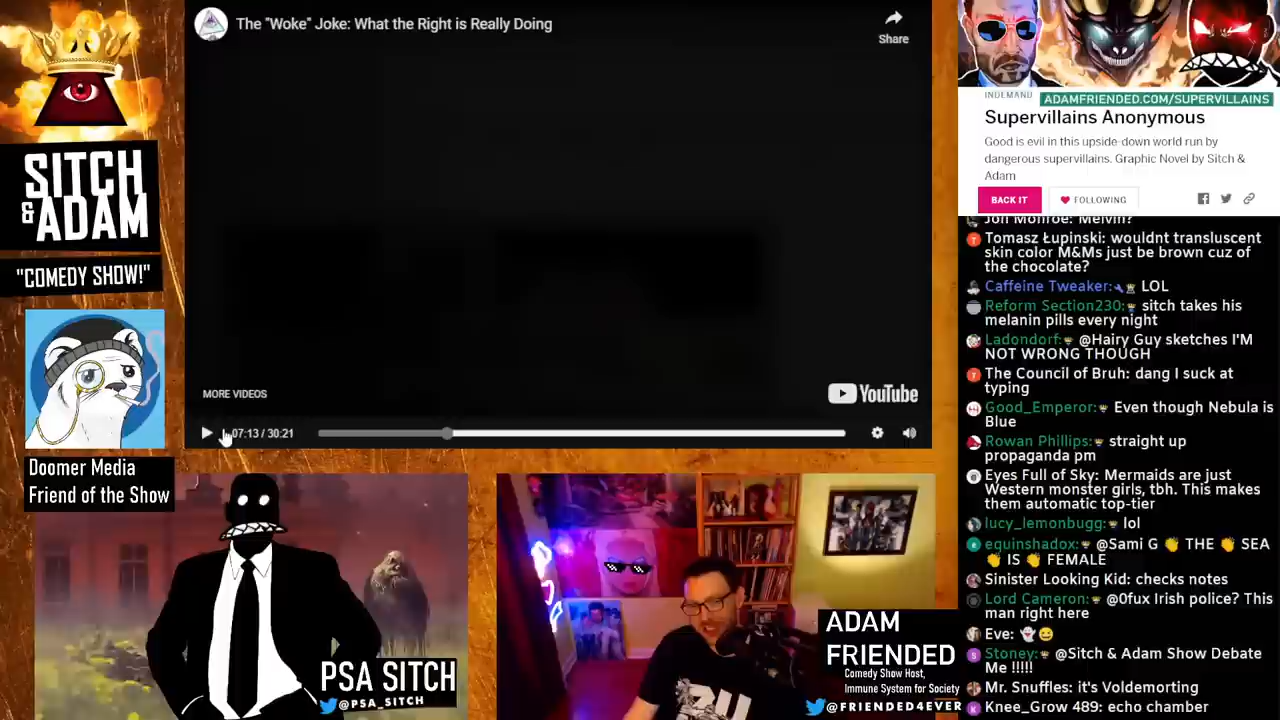 The "Woke" Joke: What the Right is Really Doing
Share
SITCH
& ADAM
"COMEDY SHOW!"
MORE VIDEOS
YouTube
07:13 / 30:21
Doomer Media
Friend of the Show
PSA SITCH
@PSA_SITCH
ADAM
FRIENDED
Comedy Show Host,
Immune System for Society
@FRIENDED4EVER
INDEMAND
ADAMFRIENDED.COM/SUPERVILLAINS
Supervillains Anonymous
Good is evil in this upside-down world run by
dangerous supervillains. Graphic Novel by Sitch &
Adam
BACK IT
FOLLOWING
Jon Monroe: Melvin?
Tomasz Łupinski: wouldnt transluscent
skin color M&Ms just be brown cuz of
the chocolate?
Caffeine Tweaker: LOL
Reform Section230: sitch takes his
melanin pills every night
Ladondorf: @Hairy Guy sketches I'M
NOT WRONG THOUGH
The Council of Bruh: dang I suck at
typing
Good_Emperor: Even though Nebula is
Blue
Rowan Phillips: straight up
propaganda pm
Eyes Full of Sky: Mermaids are just
Western monster girls, tbh. This makes
them automatic top-tier
lucy_lemonbugg: lol
equinshadox: @Sami G 👏 THE 👏 SEA
👏 IS 👏 FEMALE
Sinister Looking Kid: checks notes
Lord Cameron: @0fux Irish police? This
man right here
Eve: 👻😄
Stoney: @Sitch & Adam Show Debate
Me !!!!!
Mr. Snuffles: it's Voldemorting
Knee_Grow 489: echo chamber